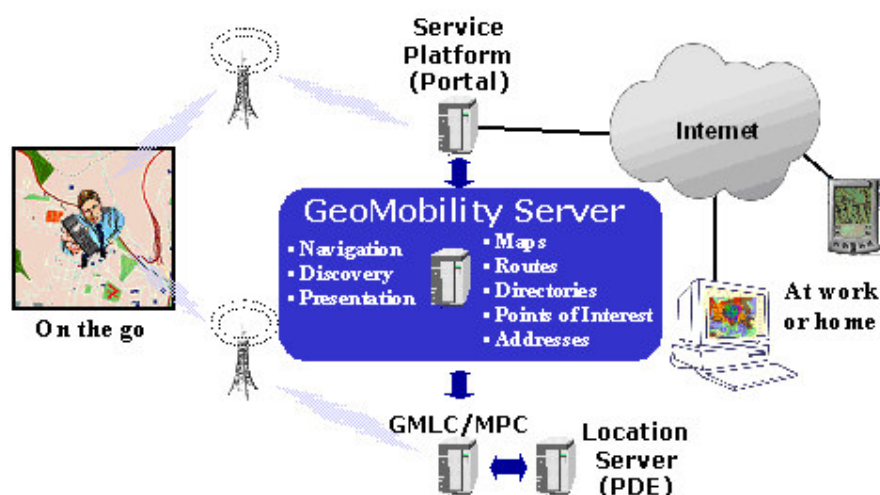 Service
Platform
(Portal)
Internet
GeoMobility Server
▪ Navigation
▪ Discovery
▪ Presentation
▪ Maps
▪ Routes
▪ Directories
▪ Points of Interest
▪ Addresses
On the go
At work
or home
GMLC/MPC
Location
Server
(PDE)